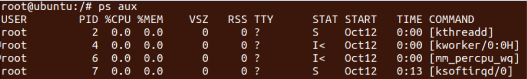 root@ubuntu:/# ps aux
USER PID %CPU %MEM VSZ RSS TTY STAT START TIME COMMAND
root 2 0.0 0.0 0 0 ? S Oct12 0:00 [kthreadd]
root 4 0.0 0.0 0 0 ? I< Oct12 0:00 [kworker/0:0H]
root 6 0.0 0.0 0 0 ? I< Oct12 0:00 [mm_percpu_wq]
root 7 0.0 0.0 0 0 ? S Oct12 0:13 [ksoftirqd/0]